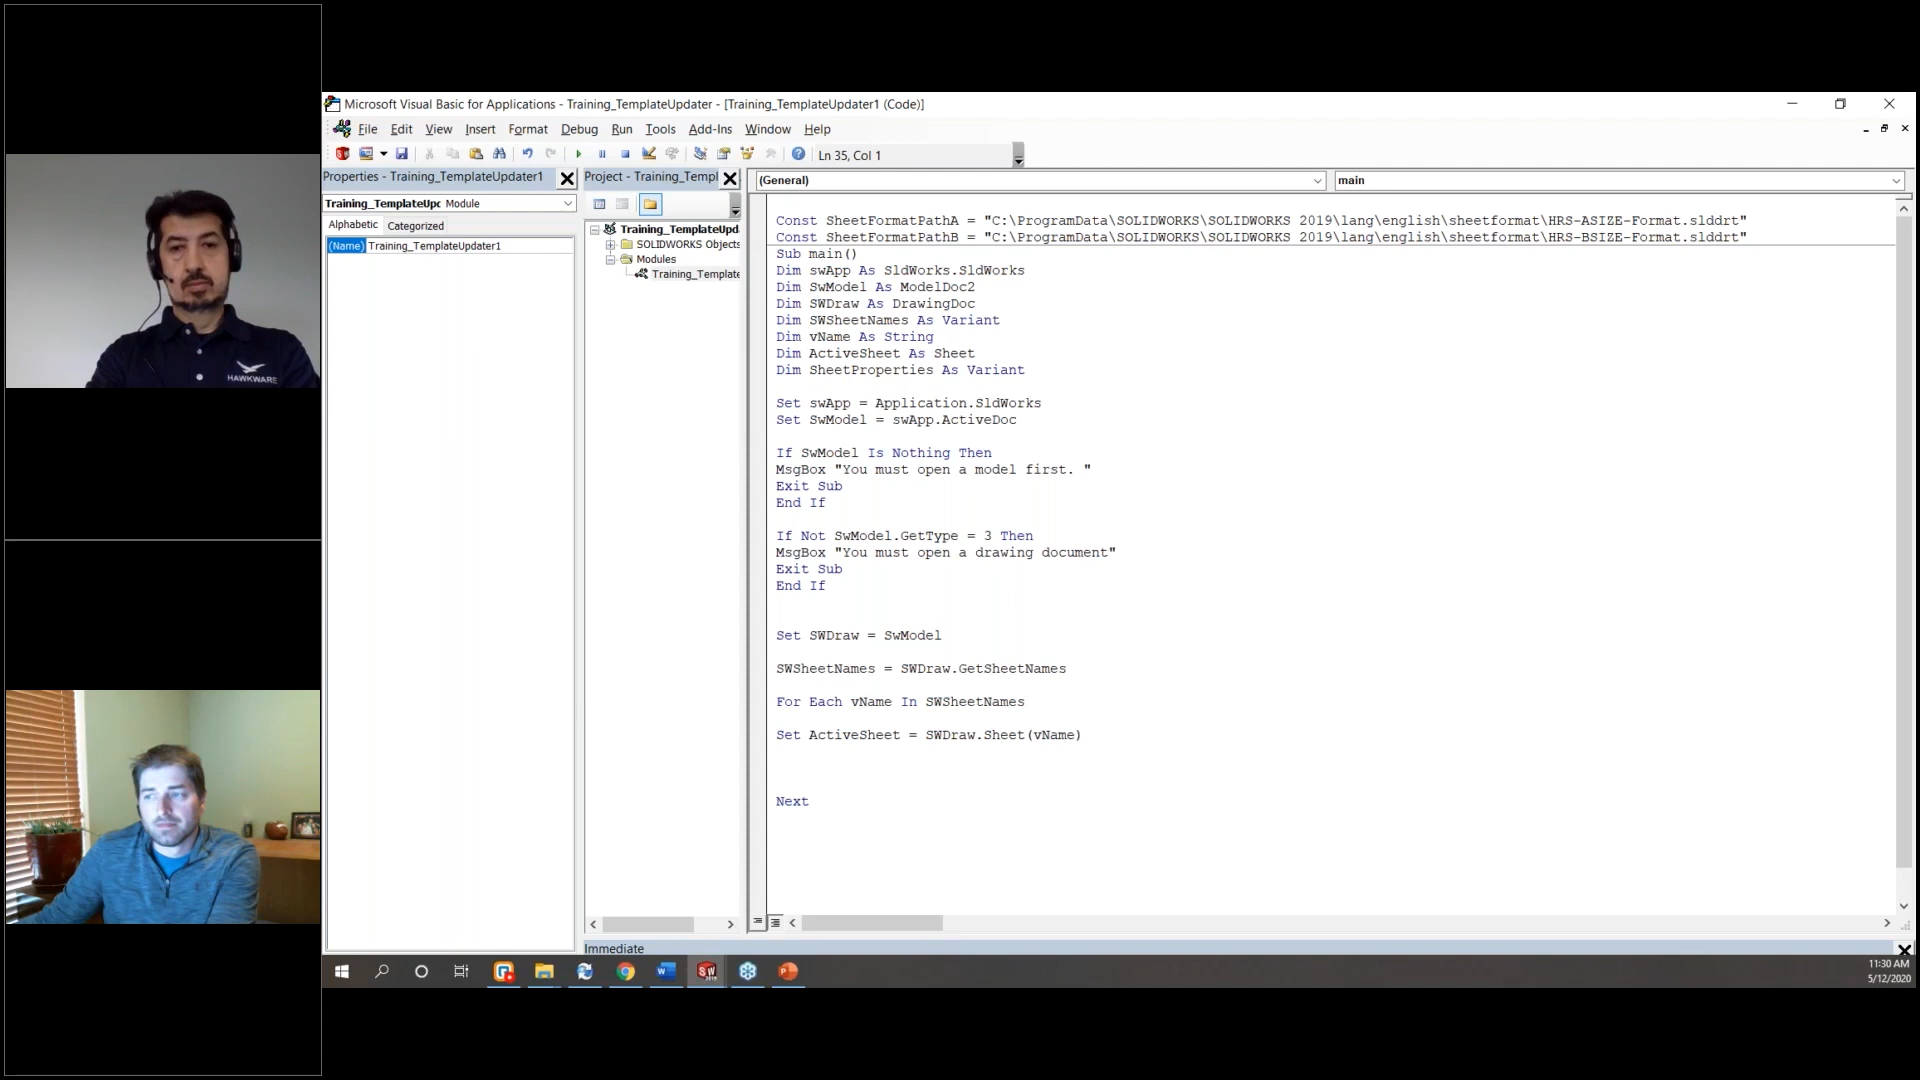 HAWKWARE
Microsoft Visual Basic for Applications - Training_TemplateUpdater - [Training_TemplateUpdater1 (Code)]
File Edit View Insert Format Debug Run Tools Add-Ins Window Help
Ln 35, Col 1
Properties - Training_TemplateUpdater1
Training_TemplateUpc Module
Alphabetic Categorized
(Name) Training_TemplateUpdater1
Project - Training_Templ
Training_TemplateUpda
SOLIDWORKS Objects
Modules
Training_Template
(General) main
Const SheetFormatPathA = "C:\ProgramData\SOLIDWORKS\SOLIDWORKS 2019\lang\english\sheetformat\HRS-ASIZE-Format.slddrt"
Const SheetFormatPathB = "C:\ProgramData\SOLIDWORKS\SOLIDWORKS 2019\lang\english\sheetformat\HRS-BSIZE-Format.slddrt"
Sub main()
Dim swApp As SldWorks.SldWorks
Dim SwModel As ModelDoc2
Dim SWDraw As DrawingDoc
Dim SWSheetNames As Variant
Dim vName As String
Dim ActiveSheet As Sheet
Dim SheetProperties As Variant
Set swApp = Application.SldWorks
Set SwModel = swApp.ActiveDoc
If SwModel Is Nothing Then
MsgBox "You must open a model first. "
Exit Sub
End If
If Not SwModel.GetType = 3 Then
MsgBox "You must open a drawing document"
Exit Sub
End If
Set SWDraw = SwModel
SWSheetNames = SWDraw.GetSheetNames
For Each vName In SWSheetNames
Set ActiveSheet = SWDraw.Sheet(vName)
Next
Immediate
11:30 AM
5/12/2020